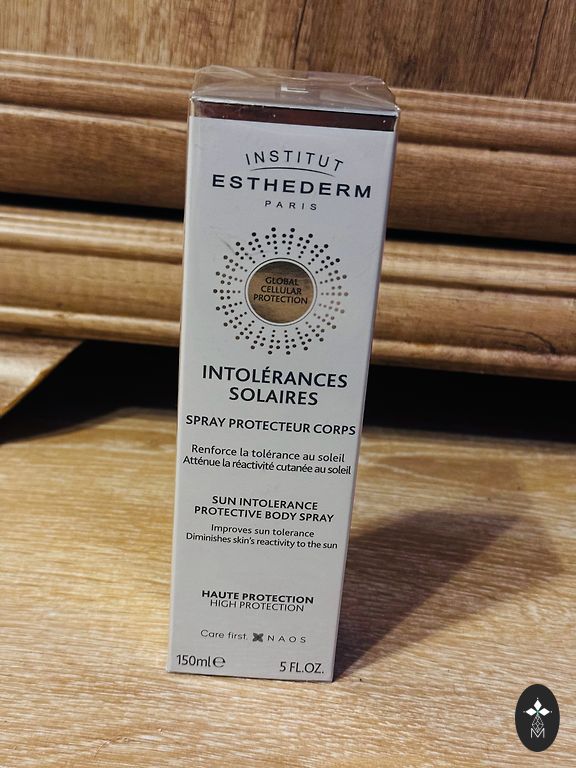 INSTITUT
ESTHEDERM
PARIS
GLOBAL
CELLULAR
PROTECTION
INTOLÉRANCES
SOLAIRES
SPRAY PROTECTEUR CORPS
Renforce la tolérance au soleil
Atténue la réactivité cutanée au soleil
SUN INTOLERANCE
PROTECTIVE BODY SPRAY
Improves sun tolerance
Diminishes skin's reactivity to the sun
HAUTE PROTECTION
HIGH PROTECTION
Care first. NAOS
150ml℮ 5 FL.OZ.
M